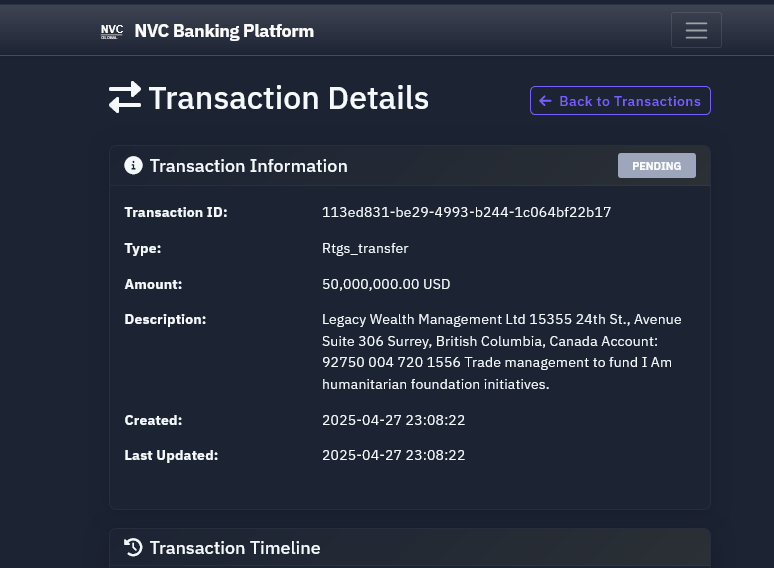 NVC
GLOBAL
NVC Banking Platform
Transaction Details
Back to Transactions
Transaction Information
PENDING
Transaction ID: 113ed831-be29-4993-b244-1c064bf22b17
Type: Rtgs_transfer
Amount: 50,000,000.00 USD
Description: Legacy Wealth Management Ltd 15355 24th St., Avenue
Suite 306 Surrey, British Columbia, Canada Account:
92750 004 720 1556 Trade management to fund I Am
humanitarian foundation initiatives.
Created: 2025-04-27 23:08:22
Last Updated: 2025-04-27 23:08:22
Transaction Timeline